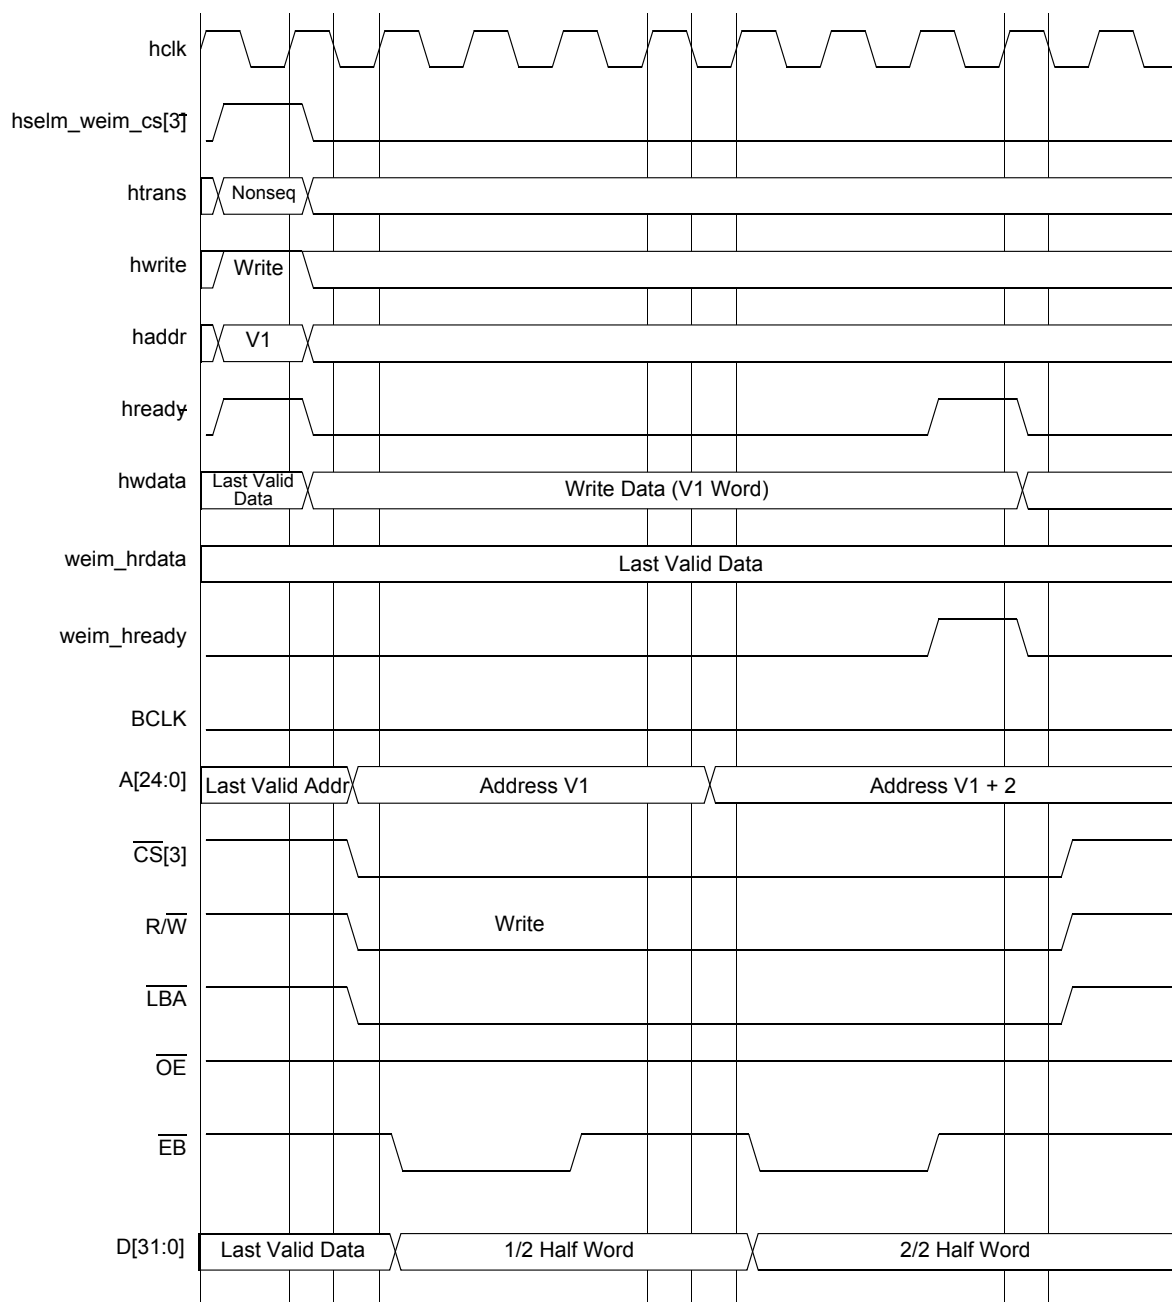 hclk
hselm_weim_cs[3]
htrans
Nonseq
hwrite
Write
haddr
V1
hready
hwdata
Last Valid
Data
Write Data (V1 Word)
weim_hrdata
Last Valid Data
weim_hready
BCLK
A[24:0]
Last Valid Addr
Address V1
Address V1 + 2
CS[3]
R/W
Write
LBA
OE
EB
D[31:0]
Last Valid Data
1/2 Half Word
2/2 Half Word